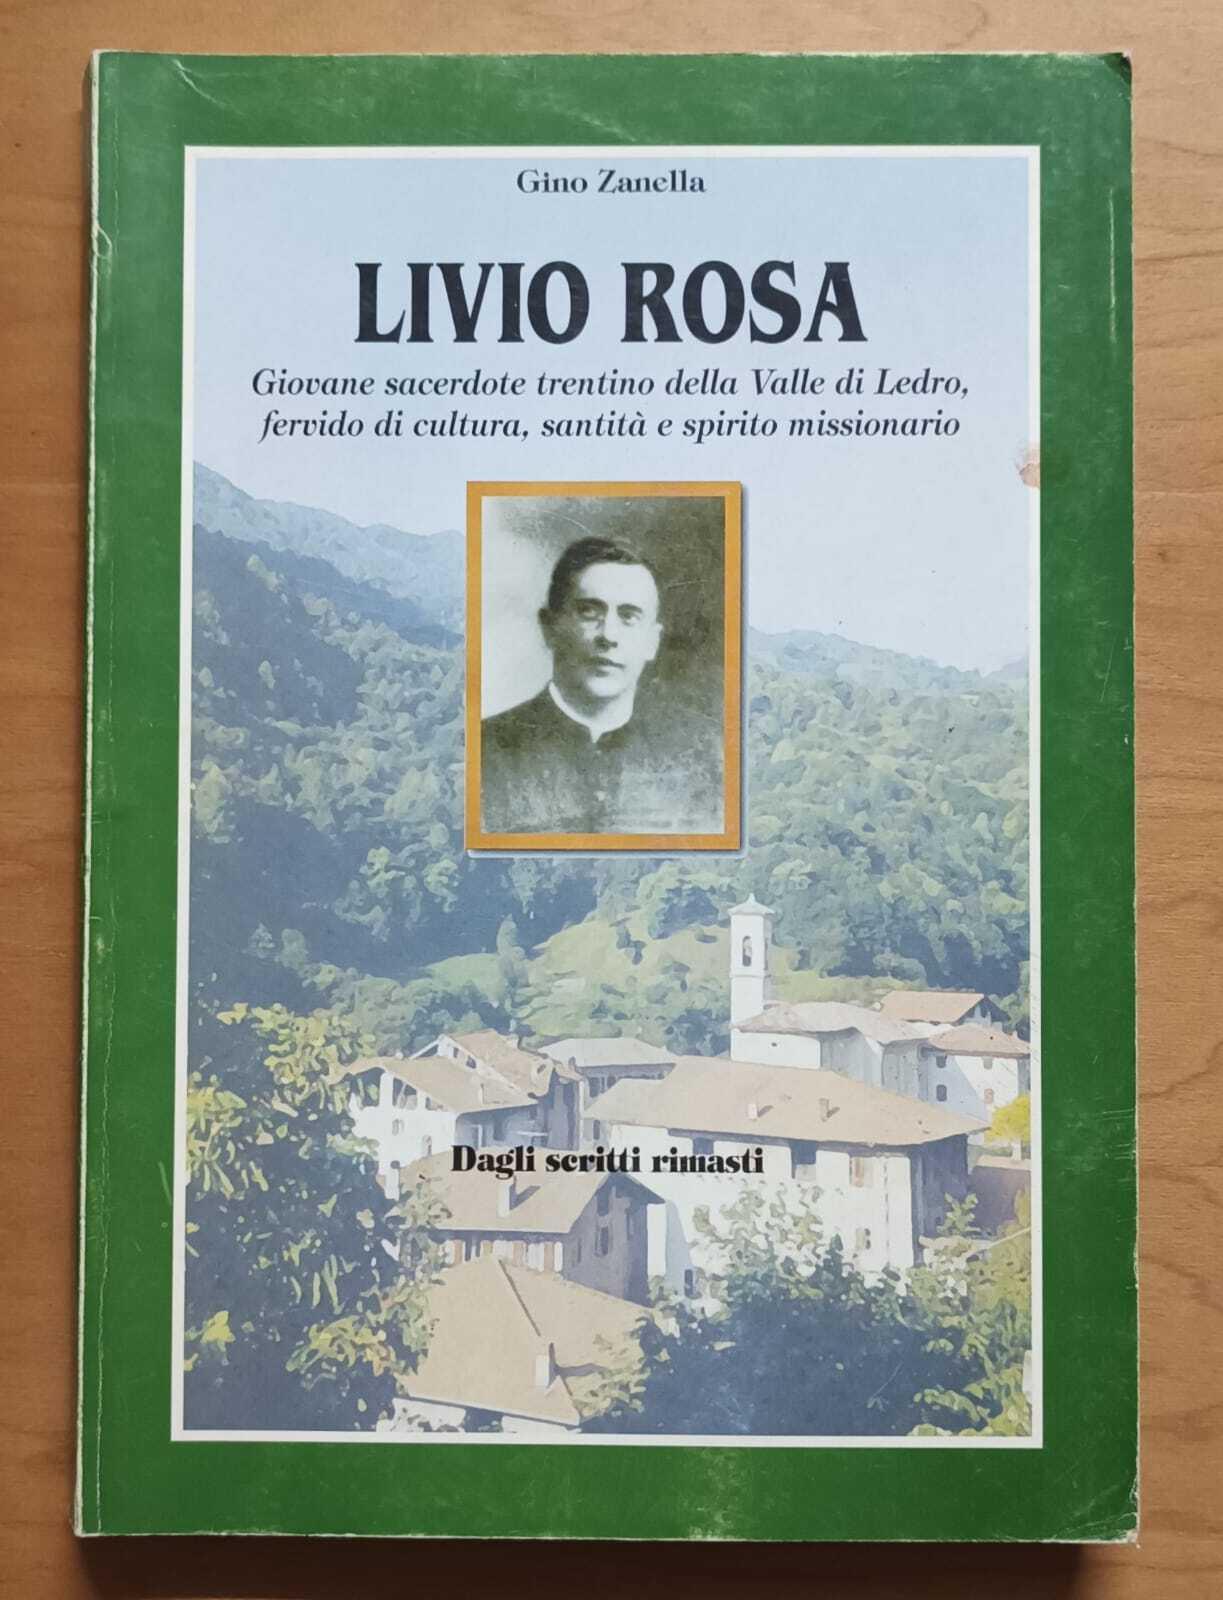 Gino Zanella
LIVIO ROSA
Giovane sacerdote trentino della Valle di Ledro,
fervido di cultura, santità e spirito missionario
Dagli scritti rimasti